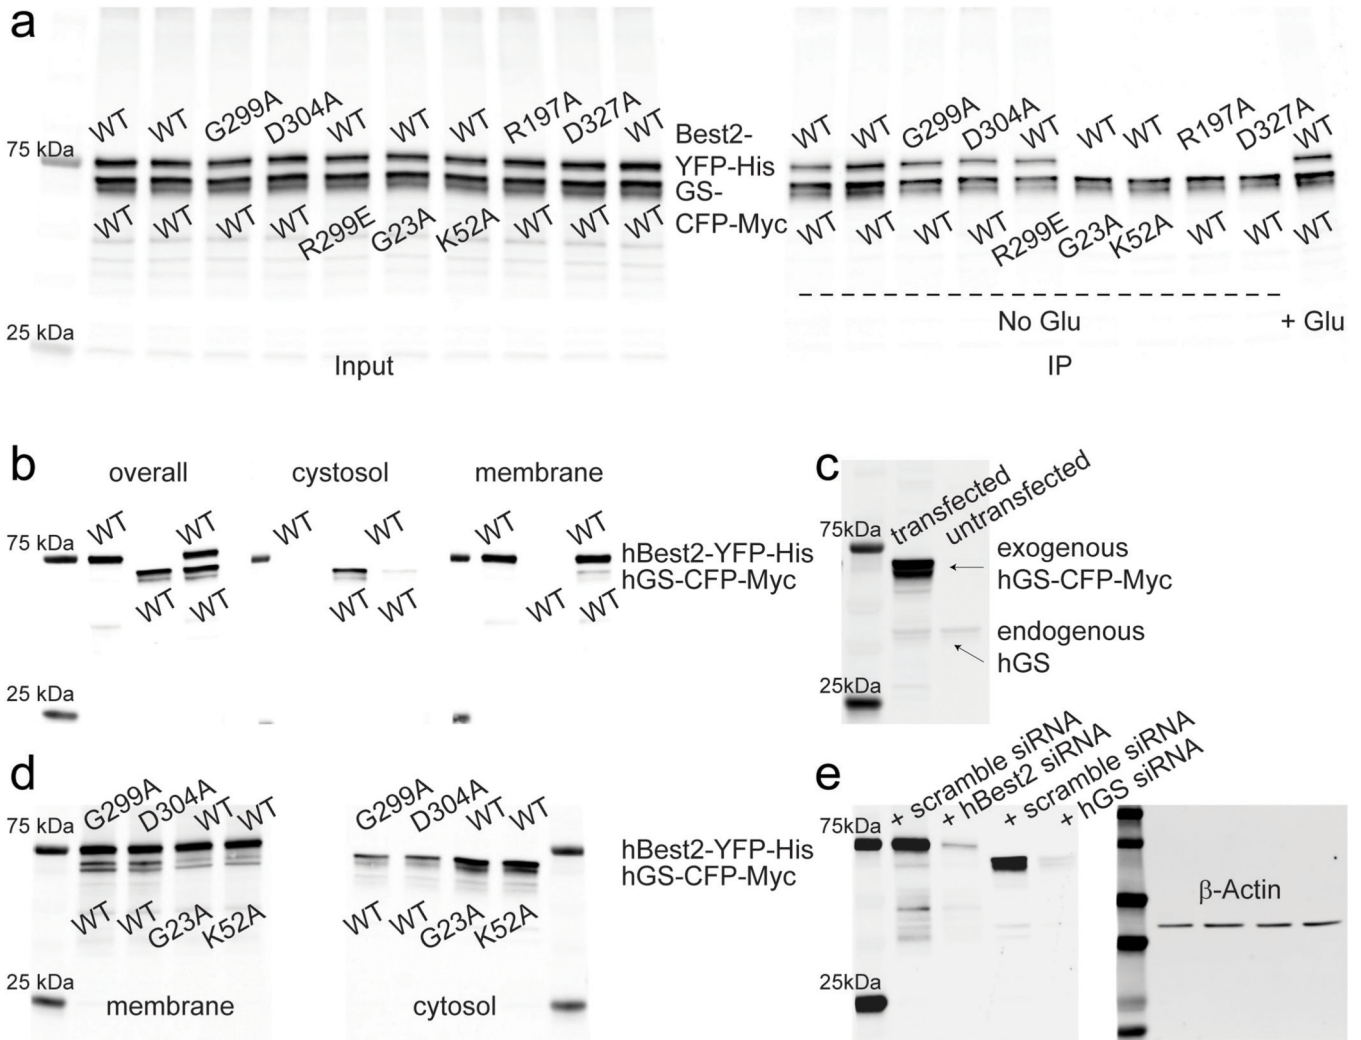 a
WT WT G299A D304A WT WT WT R197A D327A WT
75 kDa
WT WT WT WT R299E G23A K52A WT WT WT
25 kDa
Input
Best2-
YFP-His
GS-
CFP-Myc
WT WT G299A D304A WT WT WT R197A D327A WT
WT WT WT WT R299E G23A K52A WT WT WT
No Glu
+ Glu
IP
b
overall cystosol membrane
WT WT WT WT WT WT
75 kDa
WT WT WT WT WT WT
25 kDa
hBest2-YFP-His
hGS-CFP-Myc
c
transfected
untransfected
75kDa
exogenous
hGS-CFP-Myc
endogenous
hGS
25kDa
d
G299A D304A WT WT
75 kDa
WT WT G23A K52A
25 kDa
membrane
G299A D304A WT WT
WT WT G23A K52A
cytosol
hBest2-YFP-His
hGS-CFP-Myc
e
+ scramble siRNA
+ hBest2 siRNA
+ scramble siRNA
+ hGS siRNA
75kDa
25kDa
β-Actin